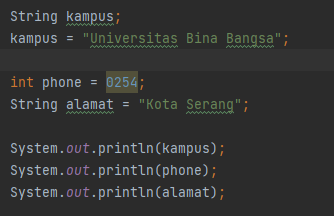 String kampus;
kampus = "Universitas Bina Bangsa";
int phone = 0254;
String alamat = "Kota Serang";
System.out.println(kampus);
System.out.println(phone);
System.out.println(alamat);